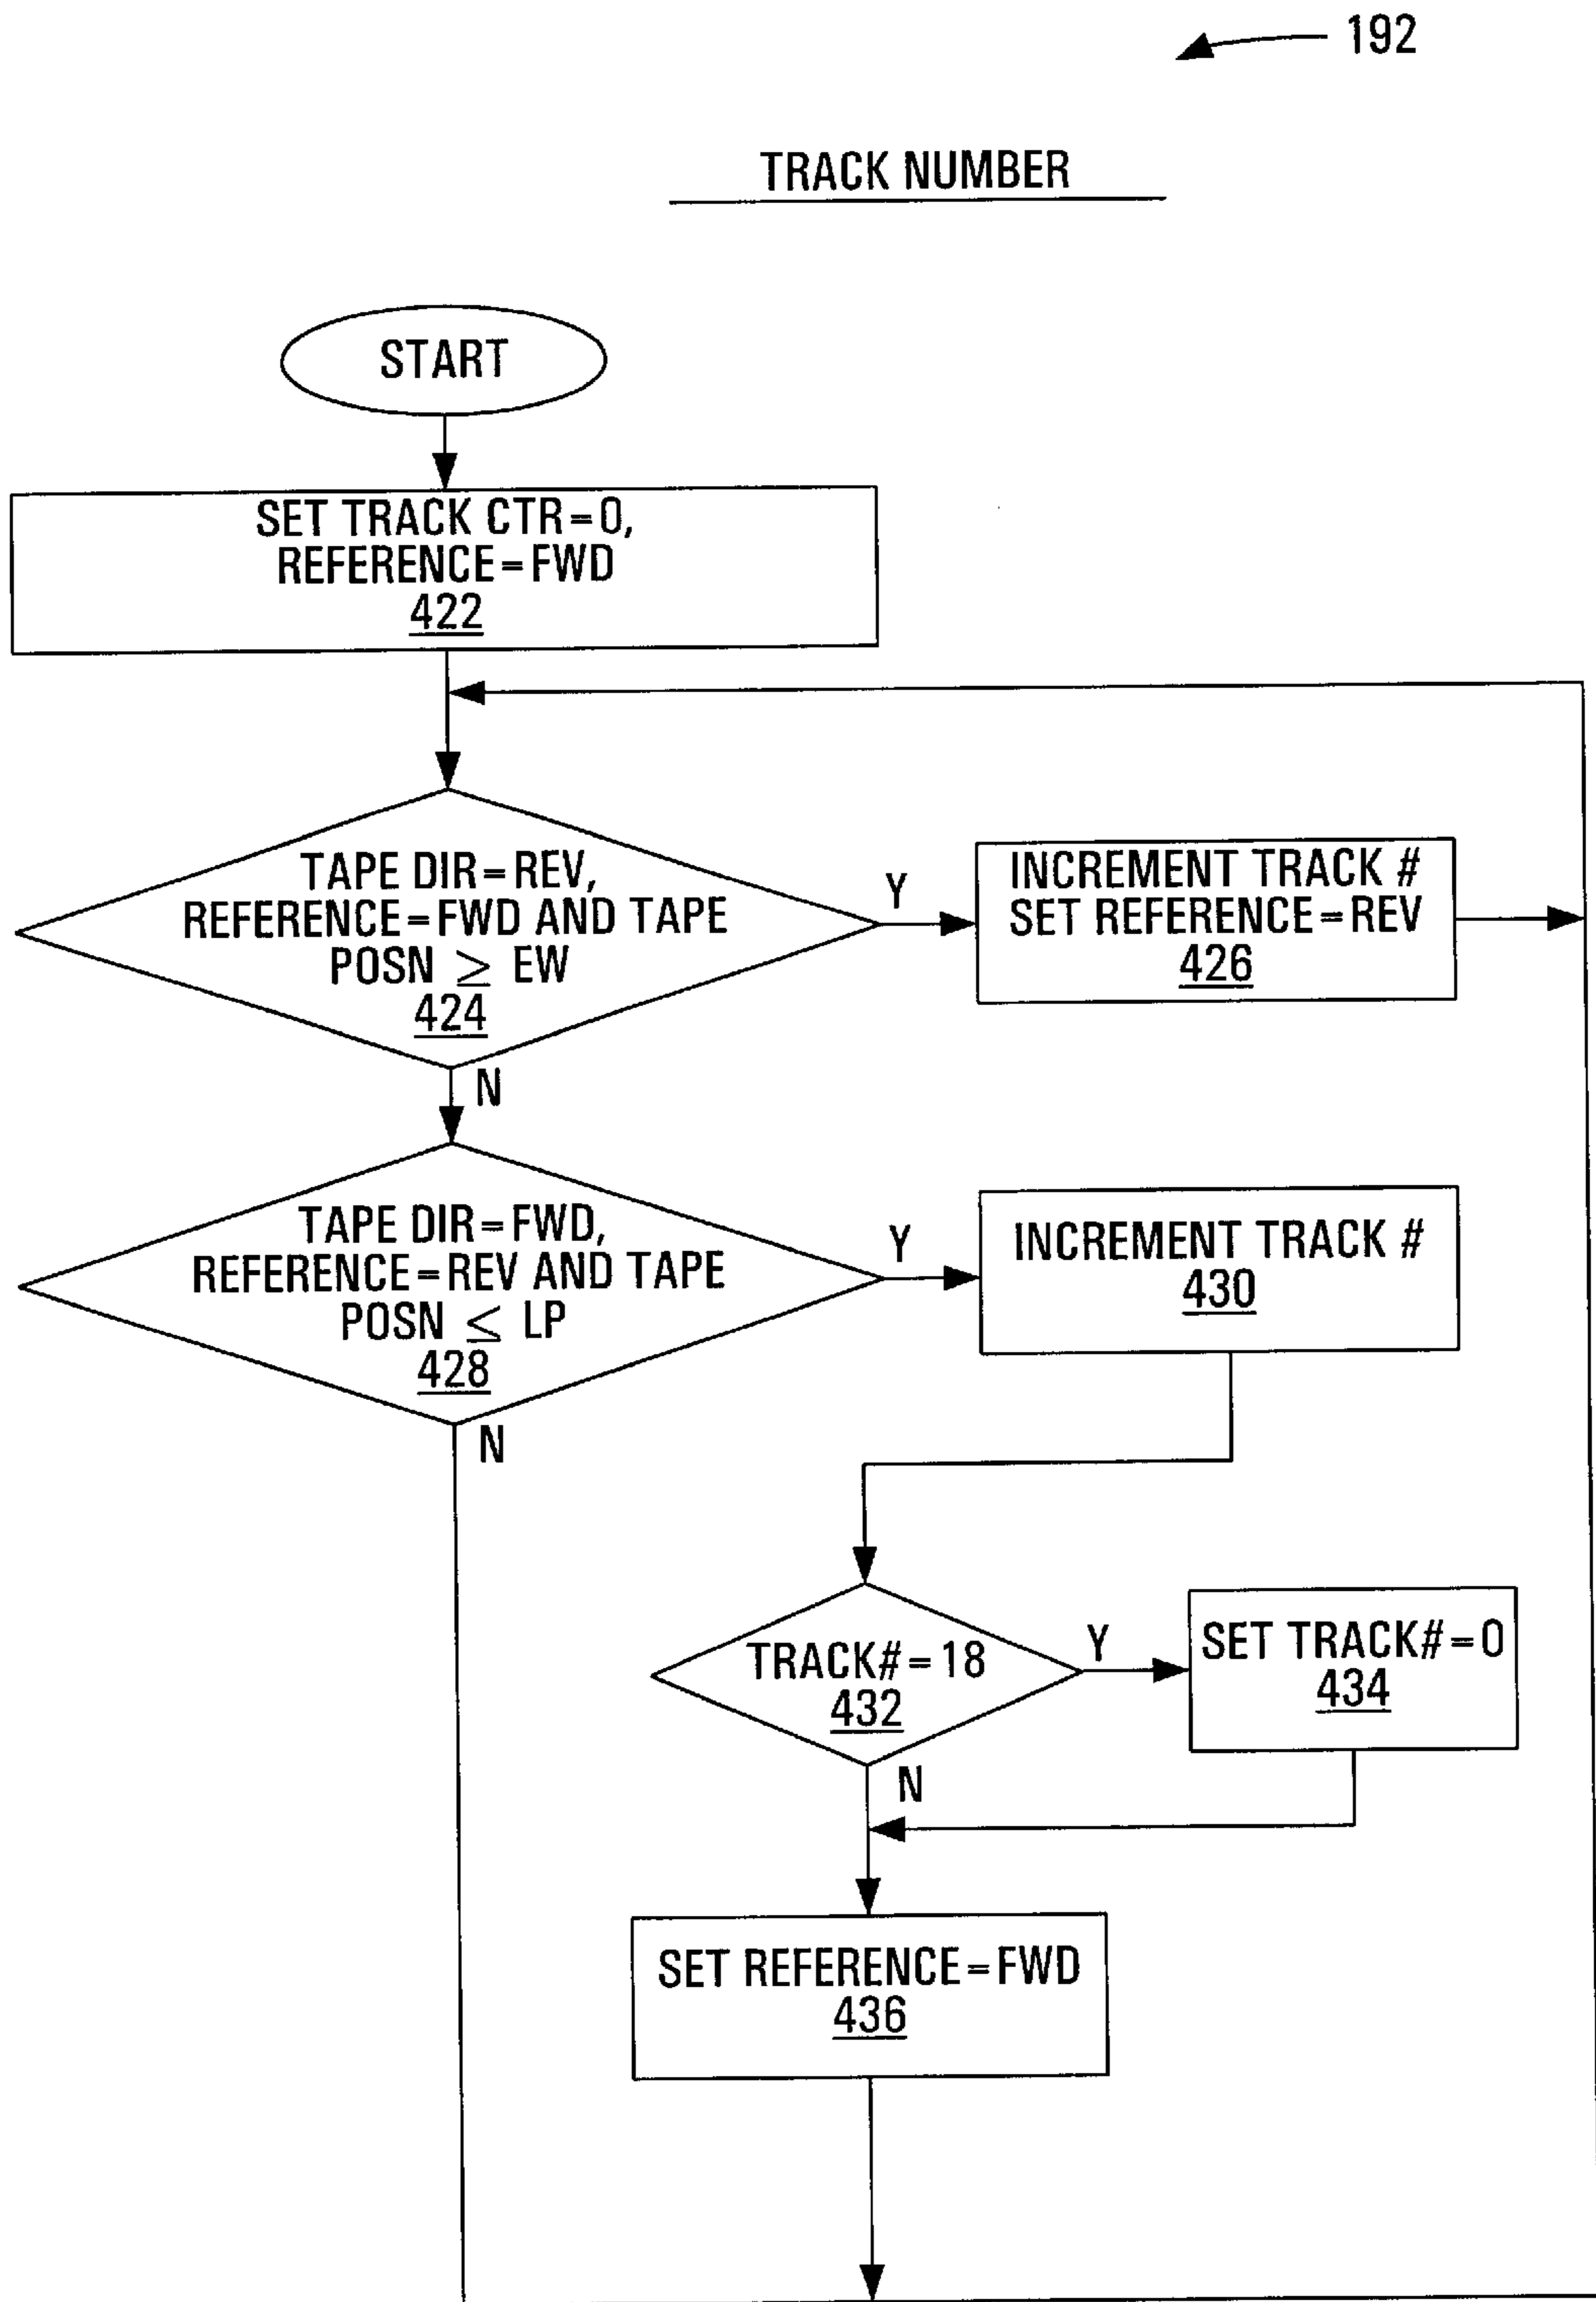 192
TRACK NUMBER
START
SET TRACK CTR=0,
REFERENCE=FWD
422
TAPE DIR=REV,
REFERENCE=FWD AND TAPE
POSN ≥ EW
424
Y
INCREMENT TRACK #
SET REFERENCE=REV
426
N
TAPE DIR=FWD,
REFERENCE=REV AND TAPE
POSN ≤ LP
428
Y
INCREMENT TRACK #
430
N
TRACK#=18
432
Y
SET TRACK#=0
434
N
SET REFERENCE=FWD
436